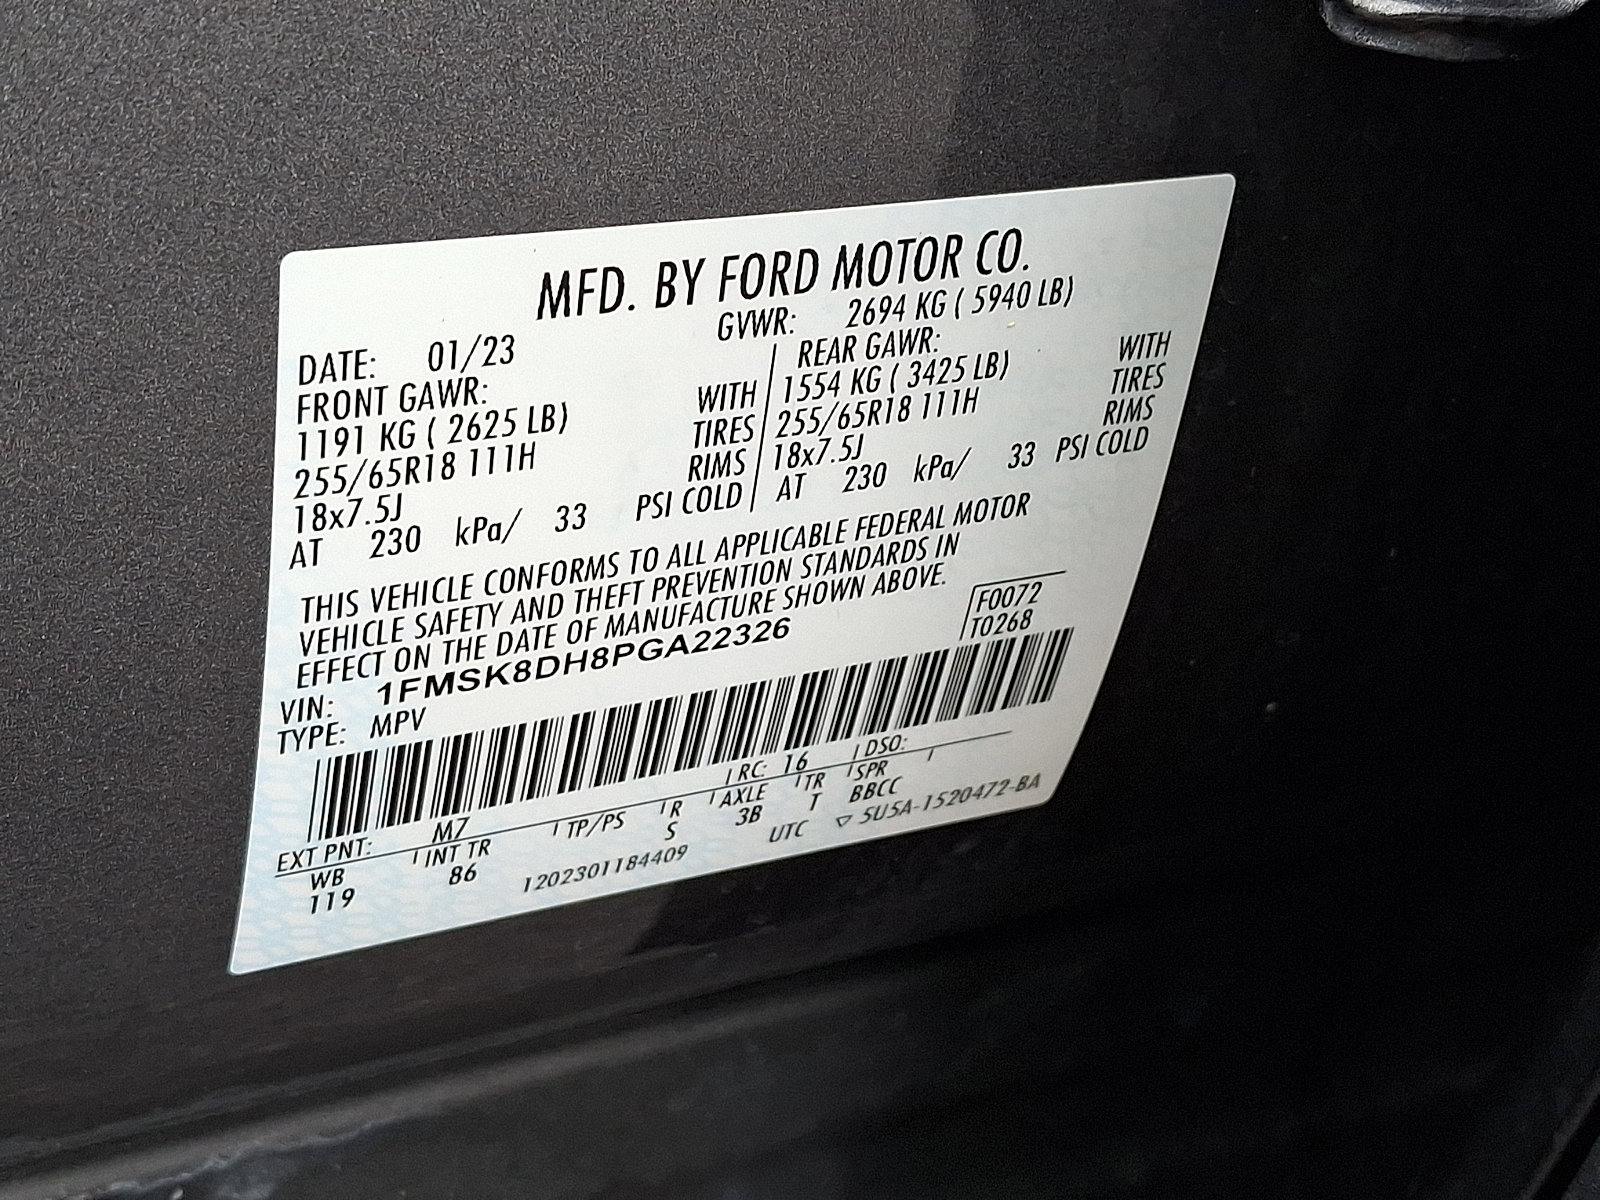 MFD. BY FORD MOTOR CO.
DATE: 01/23 GVWR: 2694 KG ( 5940 LB)
FRONT GAWR: REAR GAWR:
1191 KG ( 2625 LB) WITH 1554 KG ( 3425 LB) WITH
255/65R18 111H TIRES 255/65R18 111H TIRES
18x7.5J RIMS 18x7.5J RIMS
AT 230 kPa/ 33 PSI COLD AT 230 kPa/ 33 PSI COLD
THIS VEHICLE CONFORMS TO ALL APPLICABLE FEDERAL MOTOR
VEHICLE SAFETY AND THEFT PREVENTION STANDARDS IN
EFFECT ON THE DATE OF MANUFACTURE SHOWN ABOVE.
F0072
T0268
VIN: 1FMSK8DH8PGA22326
TYPE: MPV
EXT PNT: M7 RC: 16 DSO:
WB INT TR TP/PS R AXLE TR SPR
119 86 S 3B T BBCC
1202301184409 UTC ▽ 5U5A-1520472-BA